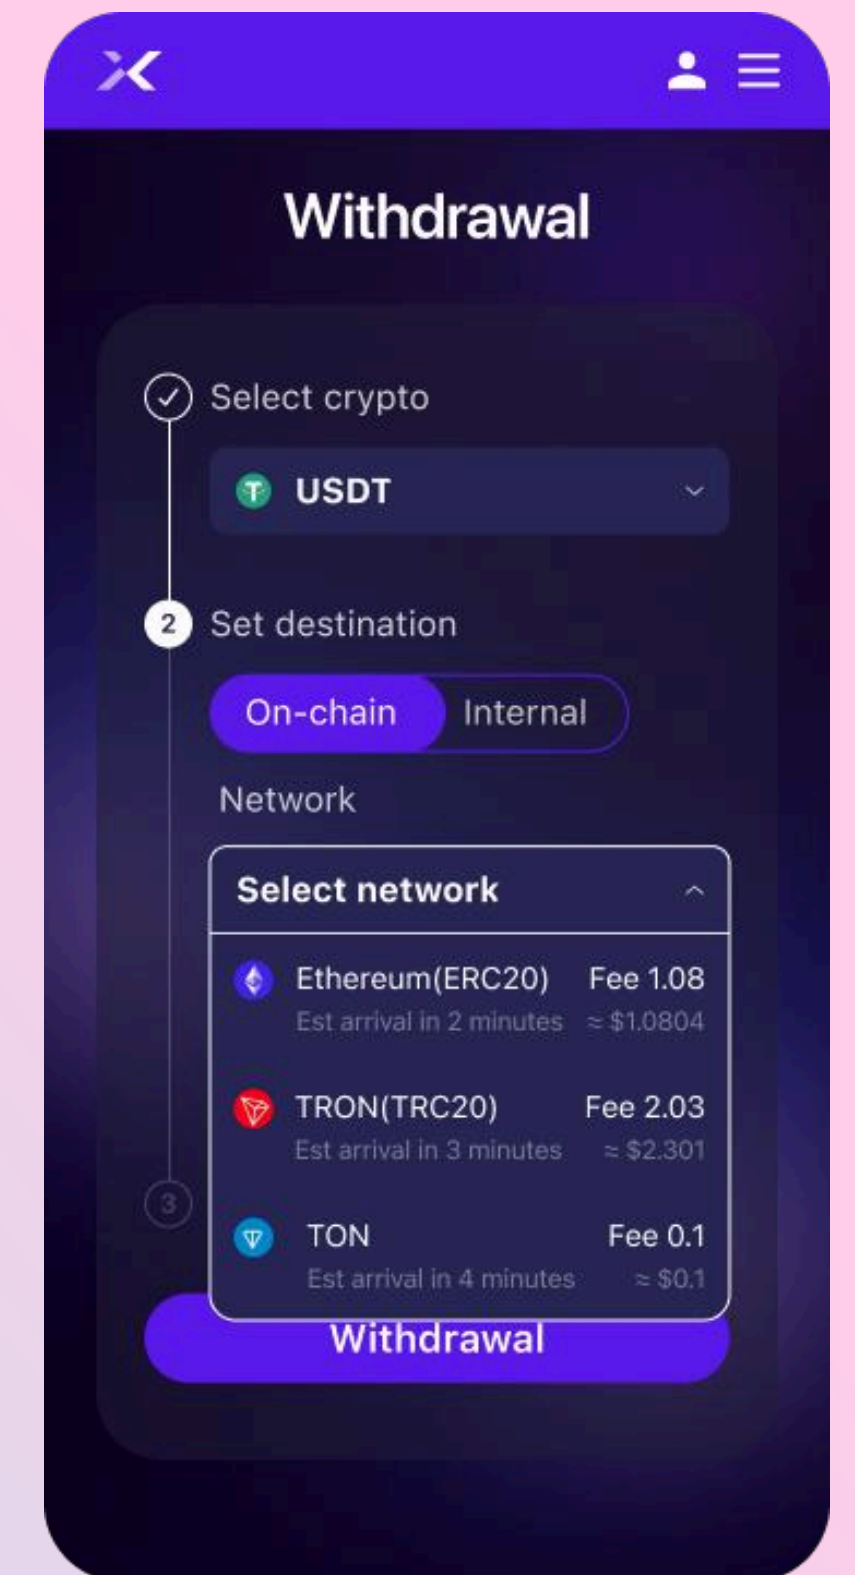 Withdrawal
Select crypto
USDT
2 Set destination
On-chain Internal
Network
Select network
Ethereum(ERC20) Fee 1.08
Est arrival in 2 minutes ≈ $1.0804
TRON(TRC20) Fee 2.03
Est arrival in 3 minutes ≈ $2.301
3
TON Fee 0.1
Est arrival in 4 minutes ≈ $0.1
Withdrawal